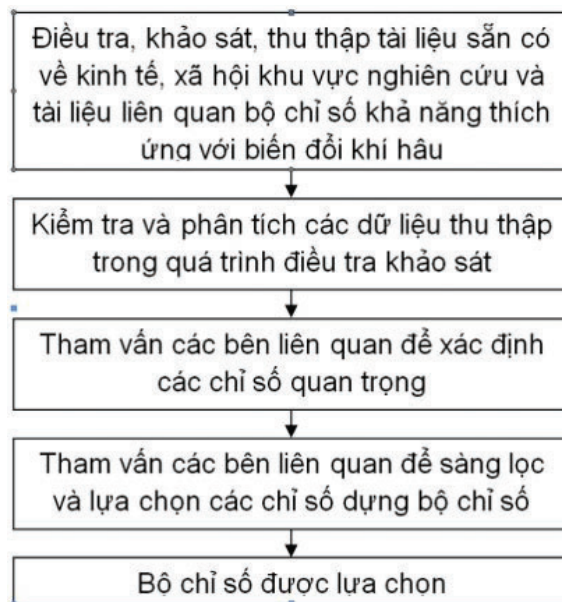 Điều tra, khảo sát, thu thập tài liệu sẵn có
về kinh tế, xã hội khu vực nghiên cứu và
tài liệu liên quan bộ chỉ số khả năng thích
ứng với biến đổi khí hâu
Kiểm tra và phân tích các dữ liệu thu thập
trong quá trình điều tra khảo sát
Tham vấn các bên liên quan để xác định
các chỉ số quan trọng
Tham vấn các bên liên quan để sàng lọc
và lựa chọn các chỉ số dựng bộ chỉ số
Bộ chỉ số được lựa chọn